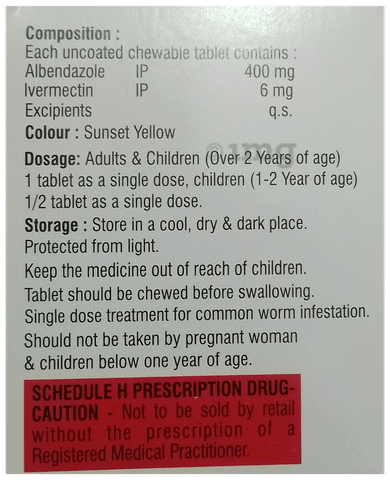 Composition :
Each uncoated chewable tablet contains :
Albendazole IP 400 mg
Ivermectin IP 6 mg
Excipients q.s.
Colour : Sunset Yellow
1mg
Dosage: Adults & Children (Over 2 Years of age)
1 tablet as a single dose, children (1-2 Year of age)
1/2 tablet as a single dose.
Storage : Store in a cool, dry & dark place.
Protected from light.
Keep the medicine out of reach of children.
Tablet should be chewed before swallowing.
Single dose treatment for common worm infestation.
Should not be taken by pregnant woman
& children below one year of age.
SCHEDULE H PRESCRIPTION DRUG-
CAUTION - Not to be sold by retail
without the prescription of a
Registered Medical Practitioner.